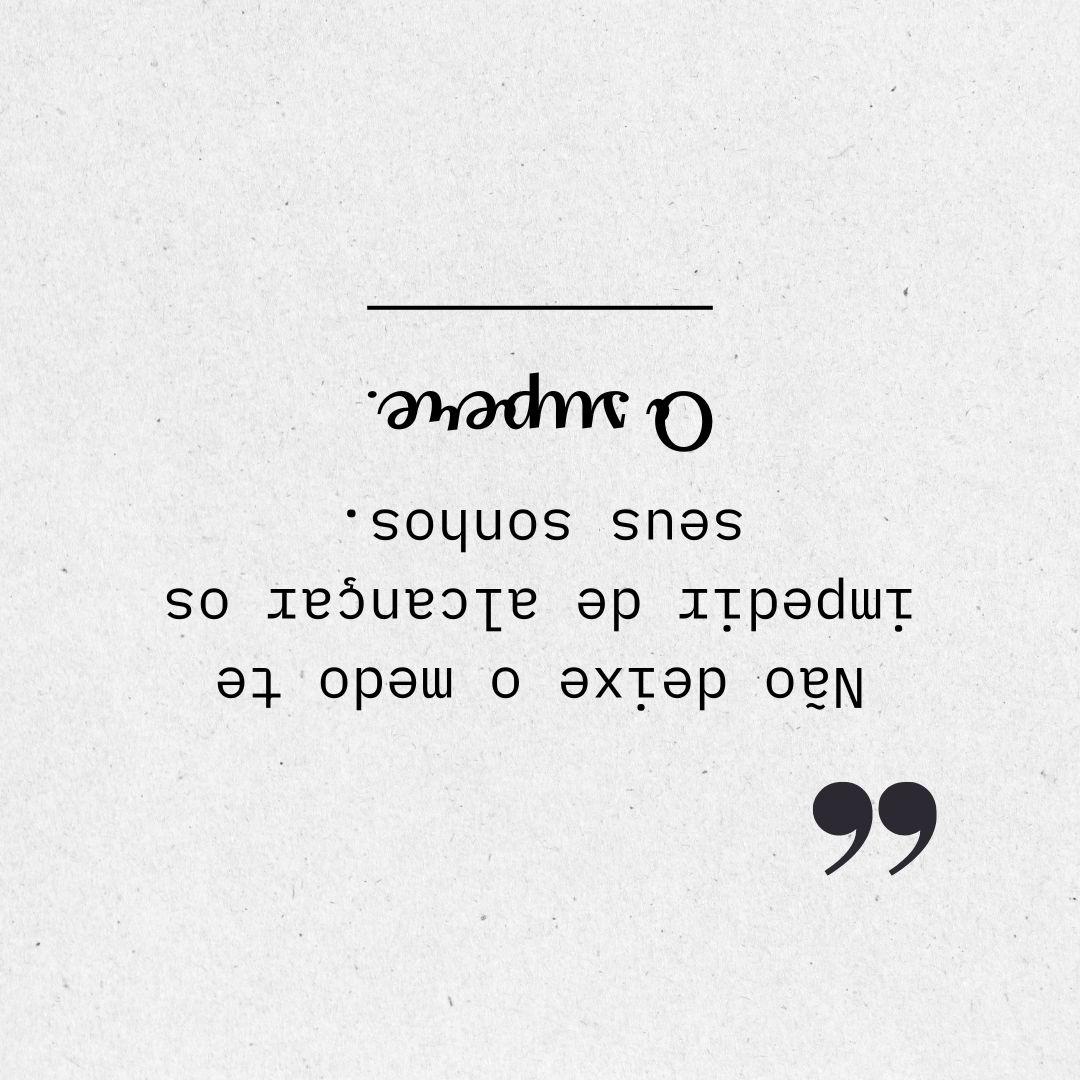 “
Não deixe o medo te
impedir de alcançar os
seus sonhos.
O supere.